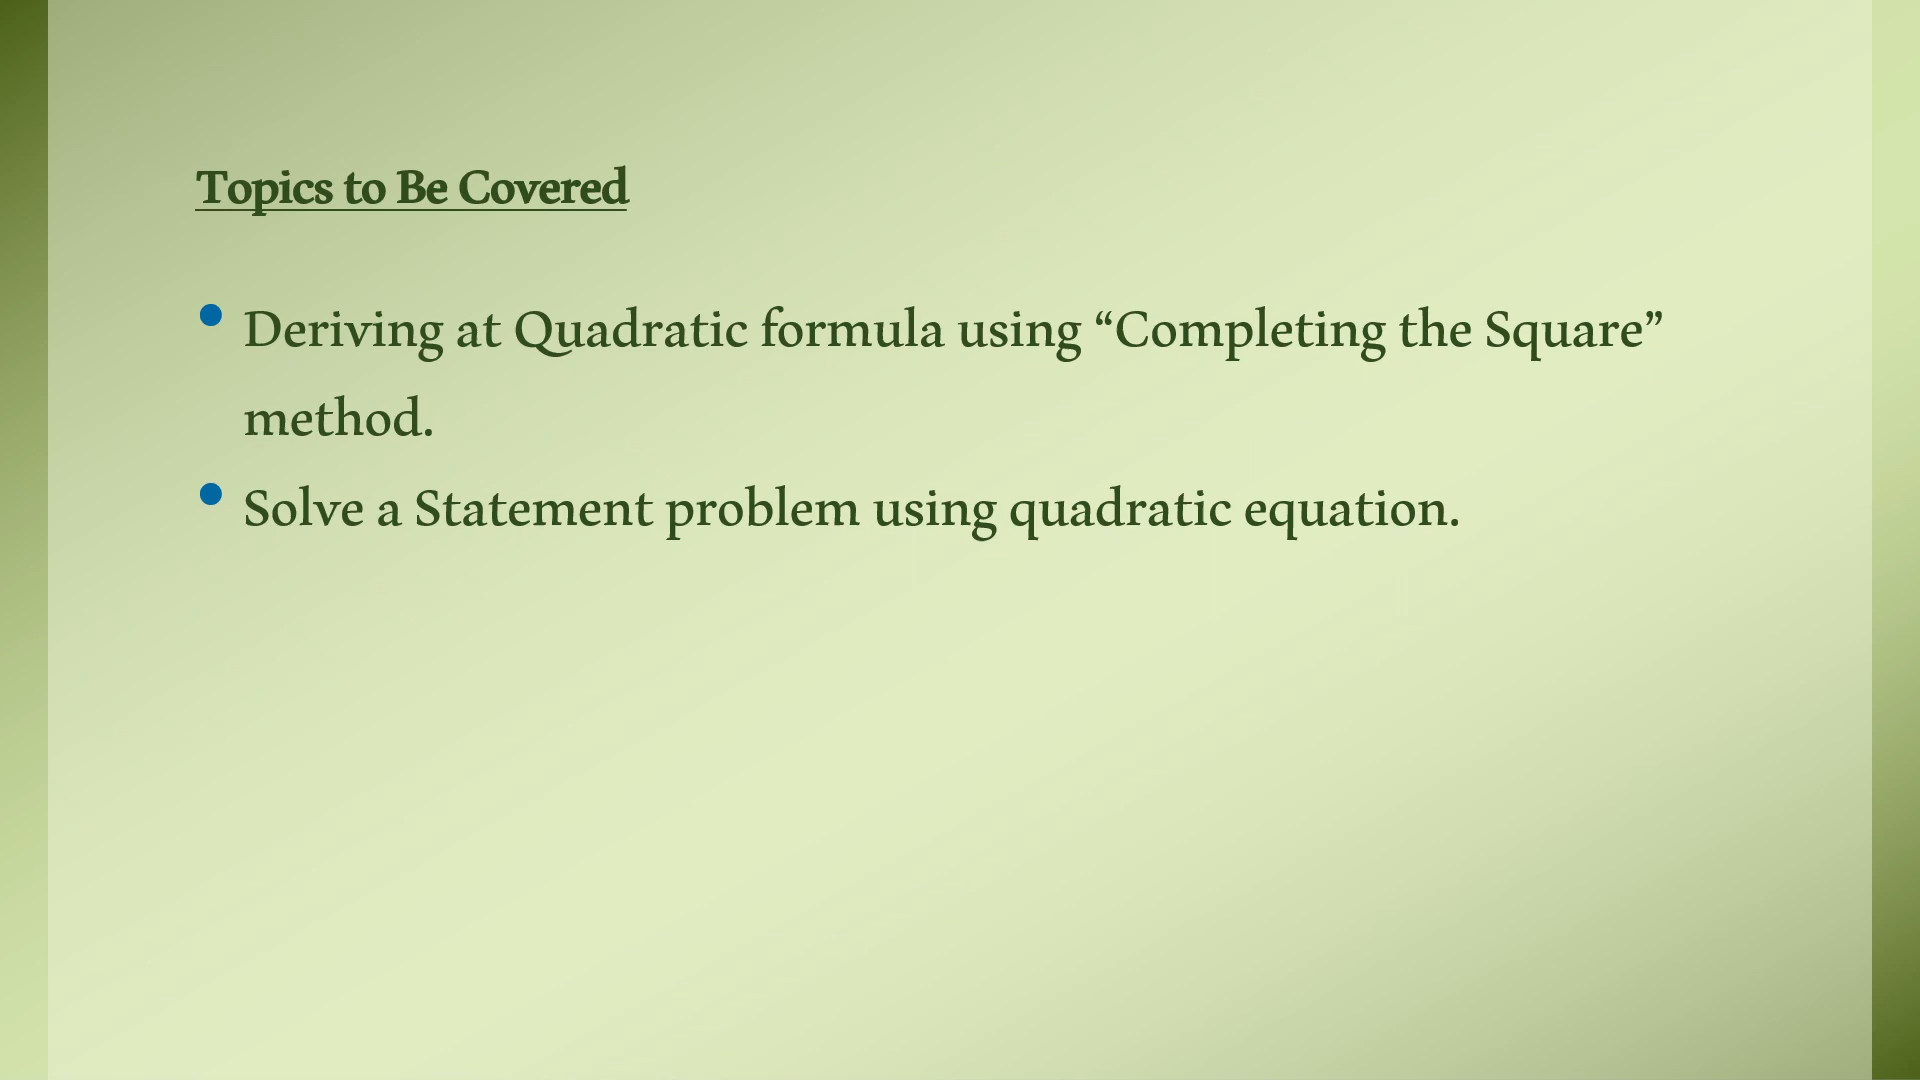 Topics to Be Covered
• Deriving at Quadratic formula using “Completing the Square”
method.
• Solve a Statement problem using quadratic equation.